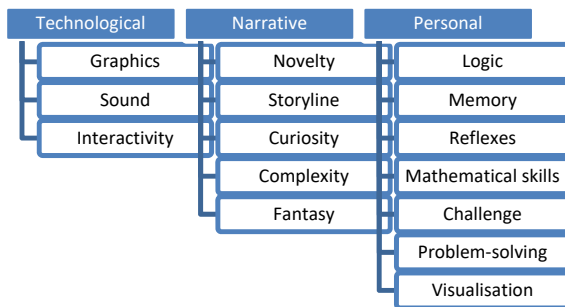 Technological
Graphics
Sound
Interactivity
Narrative
Novelty
Storyline
Curiosity
Complexity
Fantasy
Personal
Logic
Memory
Reflexes
Mathematical skills
Challenge
Problem-solving
Visualisation